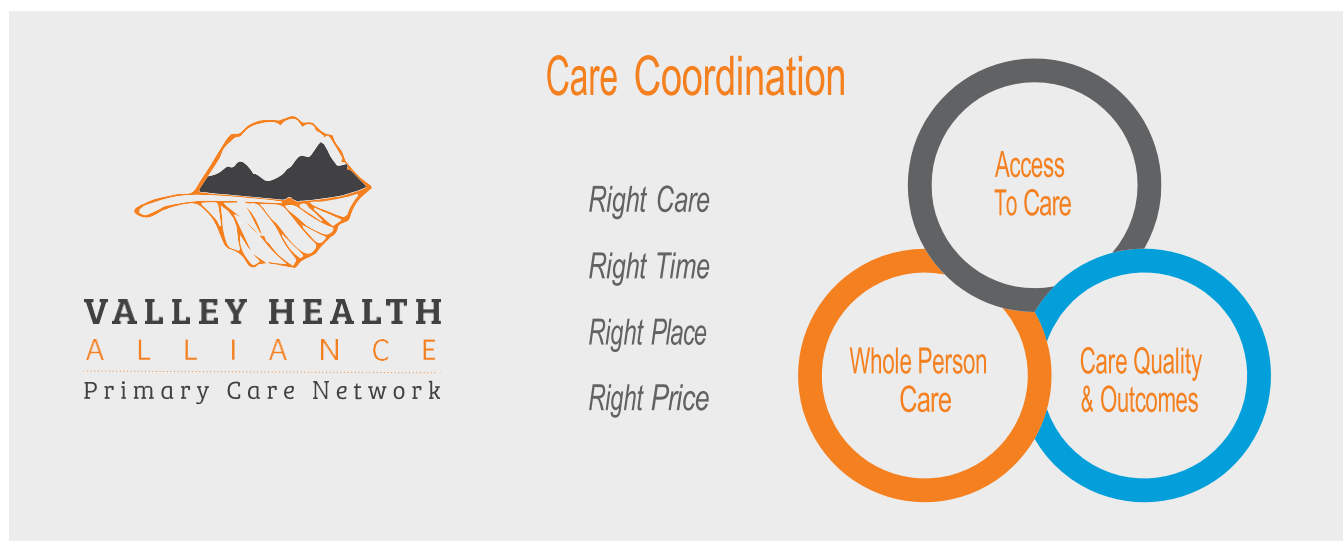 VALLEY HEALTH
ALLIANCE
Primary Care Network
Care Coordination
Right Care
Right Time
Right Place
Right Price
Access
To Care
Whole Person
Care
Care Quality
& Outcomes